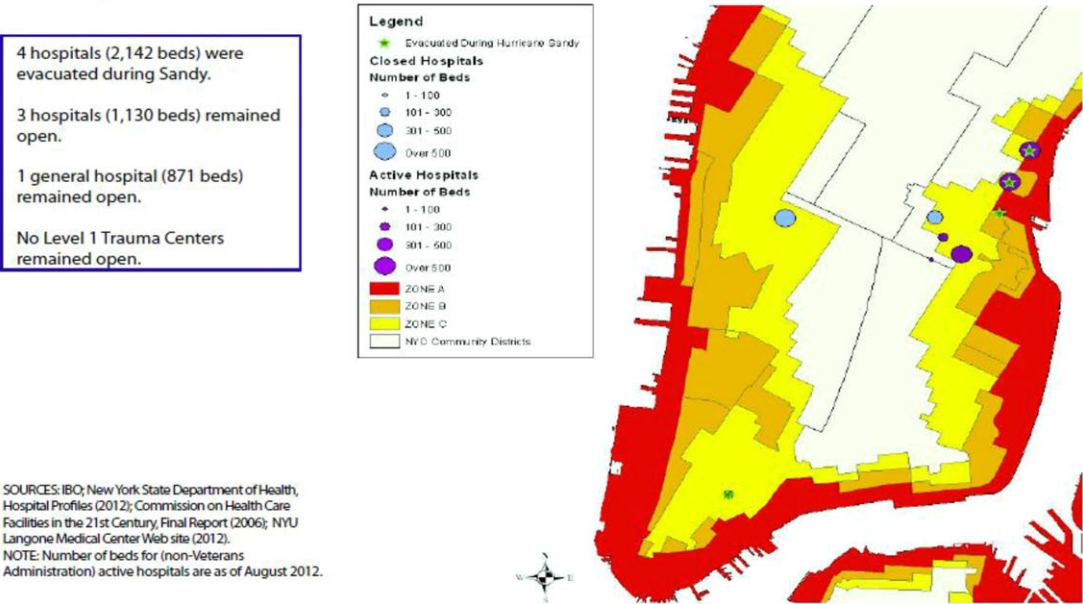 4 hospitals (2,142 beds) were
evacuated during Sandy.
3 hospitals (1,130 beds) remained
open.
1 general hospital (871 beds)
remained open.
No Level 1 Trauma Centers
remained open.
Legend
Evacuated During Hurricane Sandy
Closed Hospitals
Number of Beds
1 - 100
101 - 300
301 - 500
Over 500
Active Hospitals
Number of Beds
1 - 100
101 - 300
301 - 500
Over 500
ZONE A
ZONE B
ZONE C
NYC Community Districts
SOURCES: IBO; New York State Department of Health,
Hospital Profiles (2012); Commission on Health Care
Facilities in the 21st Century, Final Report (2006); NYU
Langone Medical Center Web site (2012).
NOTE: Number of beds for (non-Veterans
Administration) active hospitals are as of August 2012.
W E
S